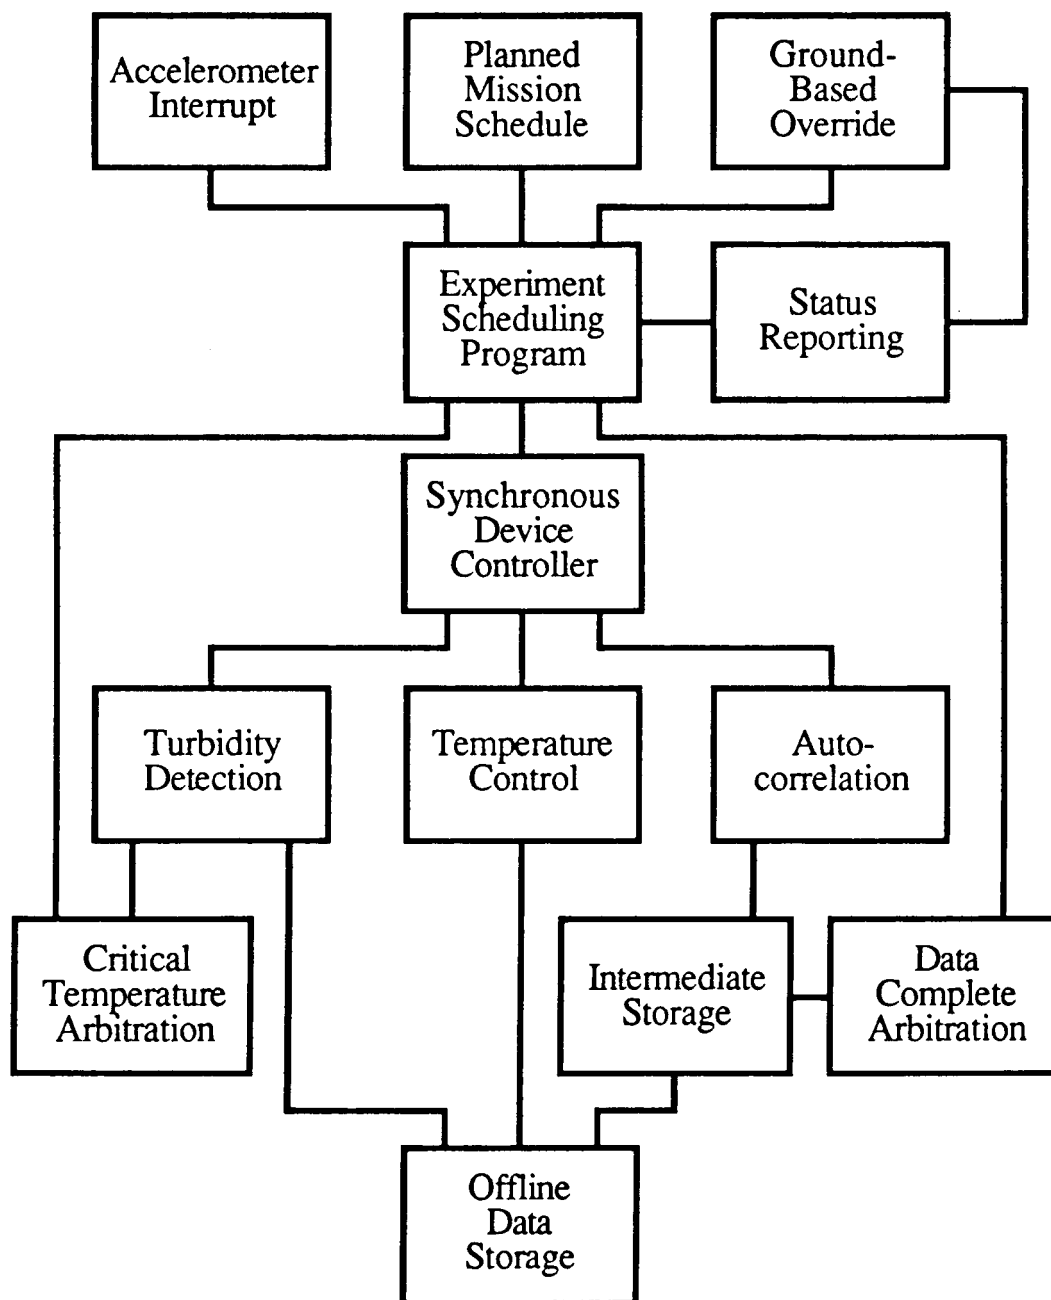 Accelerometer
Interrupt
Planned
Mission
Schedule
Ground-
Based
Override
Experiment
Scheduling
Program
Status
Reporting
Synchronous
Device
Controller
Turbidity
Detection
Temperature
Control
Auto-
correlation
Critical
Temperature
Arbitration
Intermediate
Storage
Data
Complete
Arbitration
Offline
Data
Storage